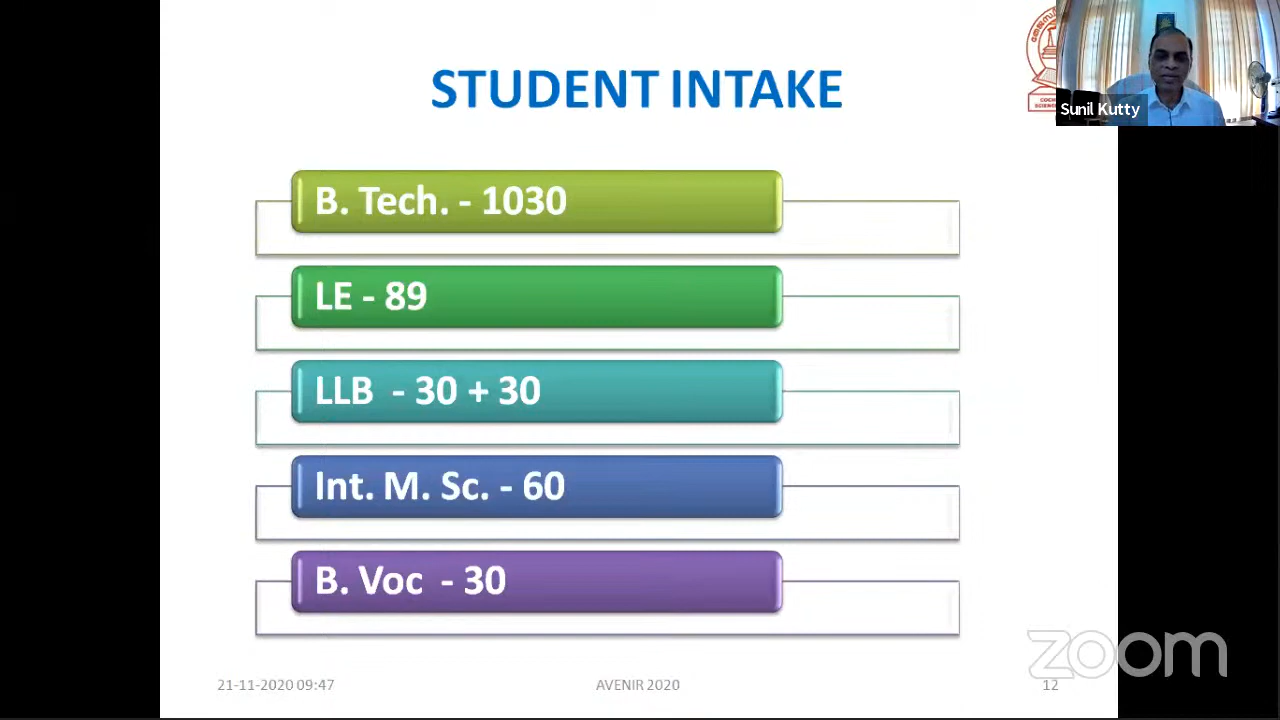 STUDENT INTAKE
Sunil Kutty
B. Tech. - 1030
LE - 89
LLB - 30 + 30
Int. M. Sc. - 60
B. Voc - 30
zoom
21-11-2020 09:47
AVENIR 2020
12